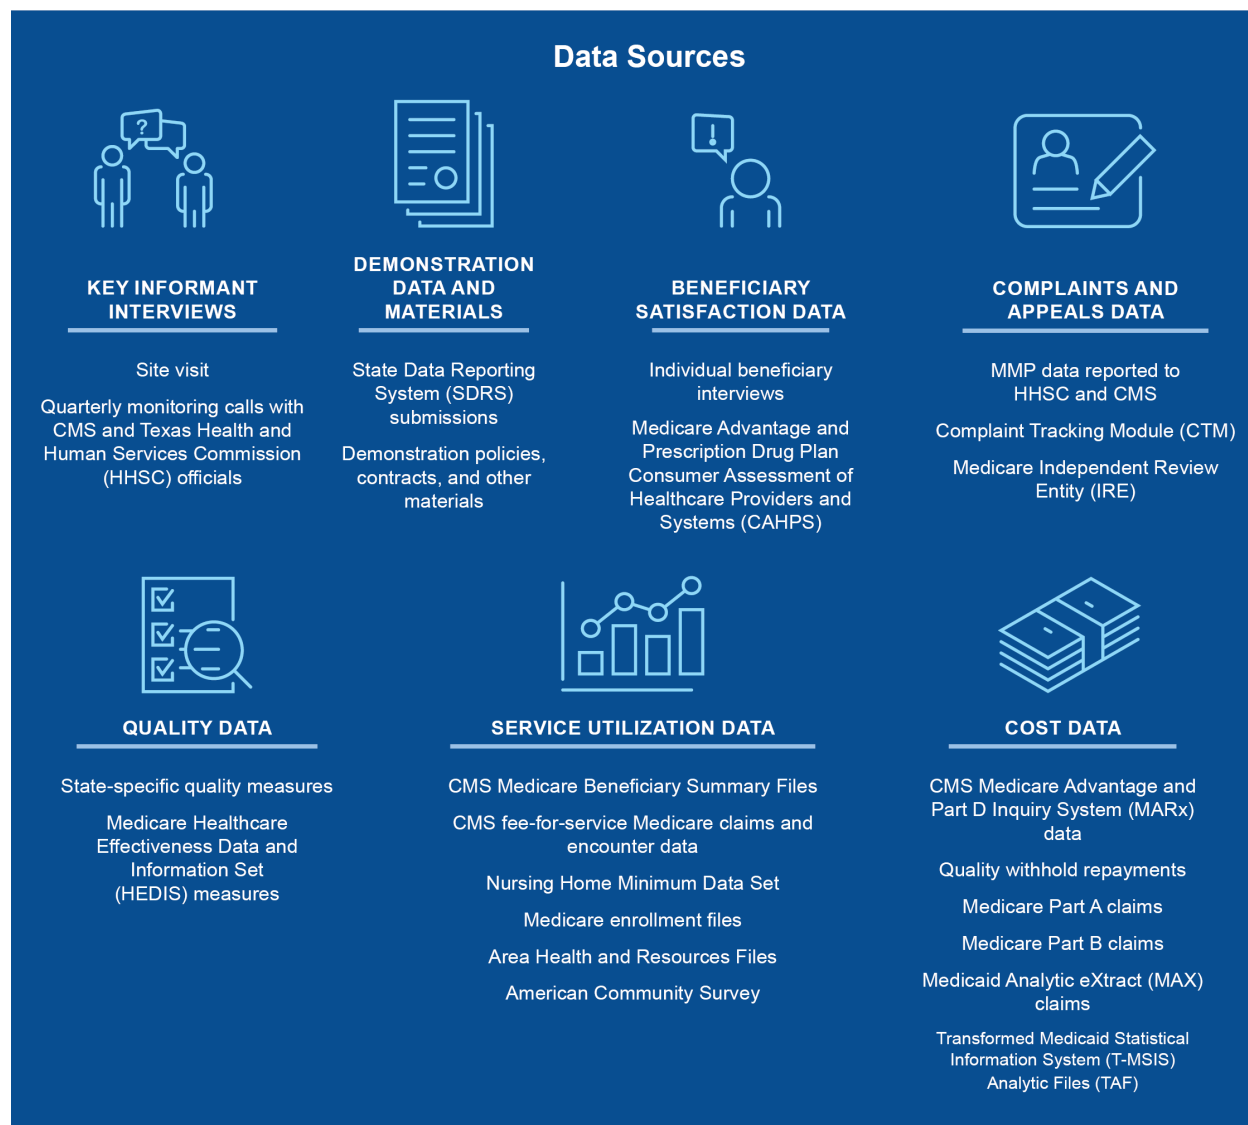 Data Sources
?
!
KEY INFORMANT
INTERVIEWS
Site visit
Quarterly monitoring calls with
CMS and Texas Health and
Human Services Commission
(HHSC) officials
DEMONSTRATION
DATA AND
MATERIALS
State Data Reporting
System (SDRS)
submissions
Demonstration policies,
contracts, and other
materials
BENEFICIARY
SATISFACTION DATA
Individual beneficiary
interviews
Medicare Advantage and
Prescription Drug Plan
Consumer Assessment of
Healthcare Providers and
Systems (CAHPS)
COMPLAINTS AND
APPEALS DATA
MMP data reported to
HHSC and CMS
Complaint Tracking Module (CTM)
Medicare Independent Review
Entity (IRE)
QUALITY DATA
State-specific quality measures
Medicare Healthcare
Effectiveness Data and
Information Set
(HEDIS) measures
SERVICE UTILIZATION DATA
CMS Medicare Beneficiary Summary Files
CMS fee-for-service Medicare claims and
encounter data
Nursing Home Minimum Data Set
Medicare enrollment files
Area Health and Resources Files
American Community Survey
COST DATA
CMS Medicare Advantage and
Part D Inquiry System (MARx)
data
Quality withhold repayments
Medicare Part A claims
Medicare Part B claims
Medicaid Analytic eXtract (MAX)
claims
Transformed Medicaid Statistical
Information System (T-MSIS)
Analytic Files (TAF)